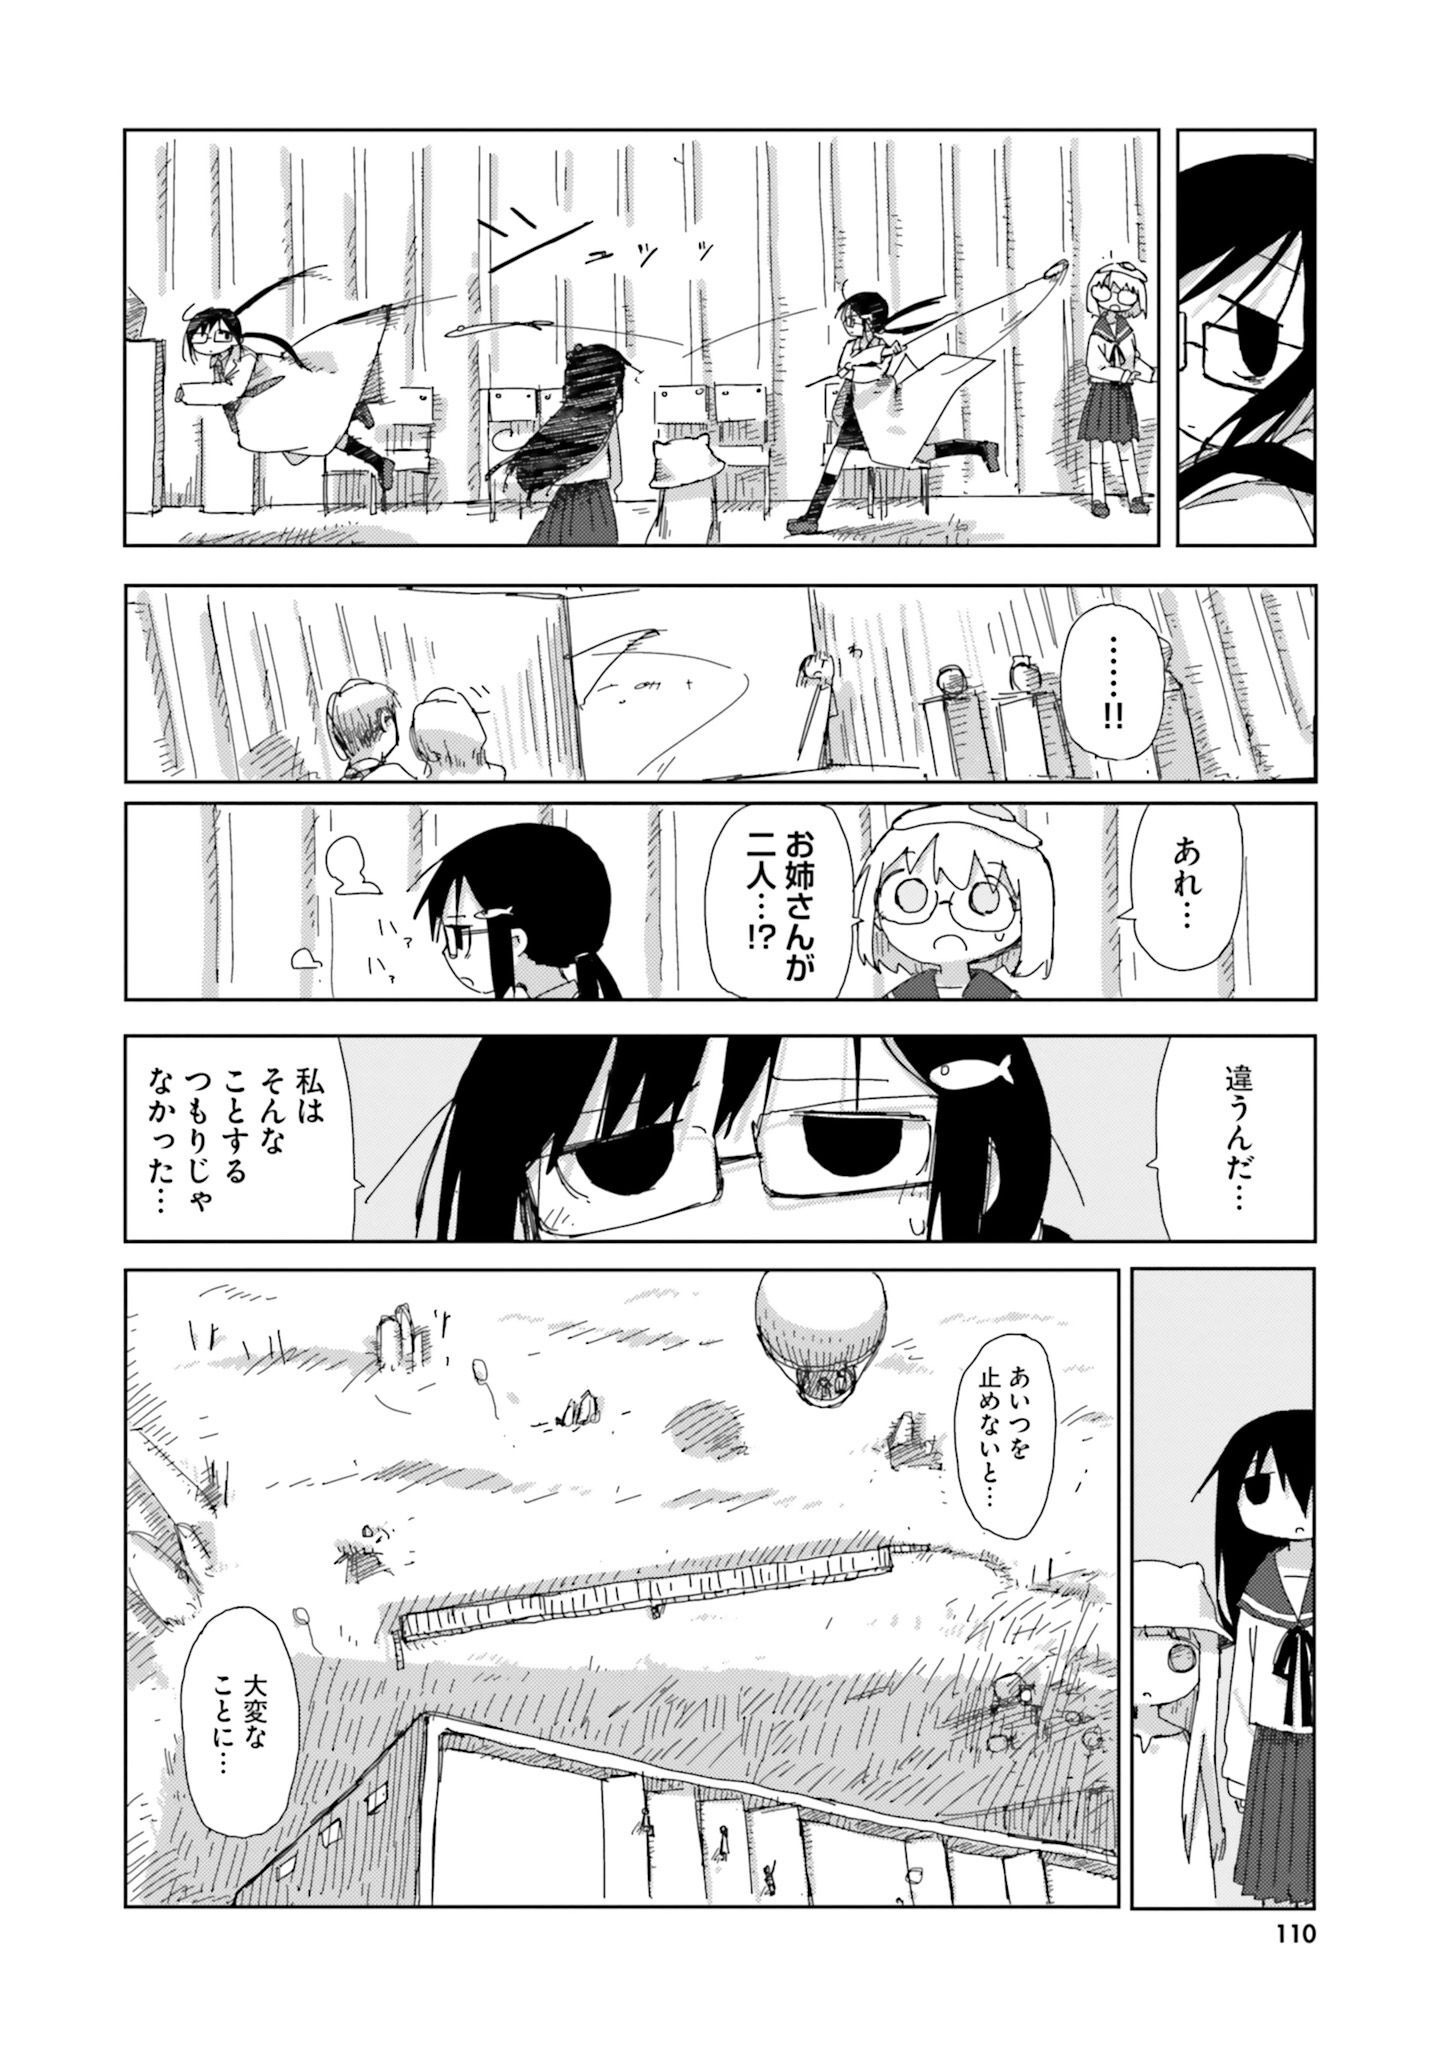 ン
ュッッ
………!!
わ
あれ…
お姉さんが
二人…!?
ハァ
ハァ
違うんだ…
私は
そんな
ことする
つもりじゃ
なかった…
あいつを
止めないと…
大変な
ことに…
110